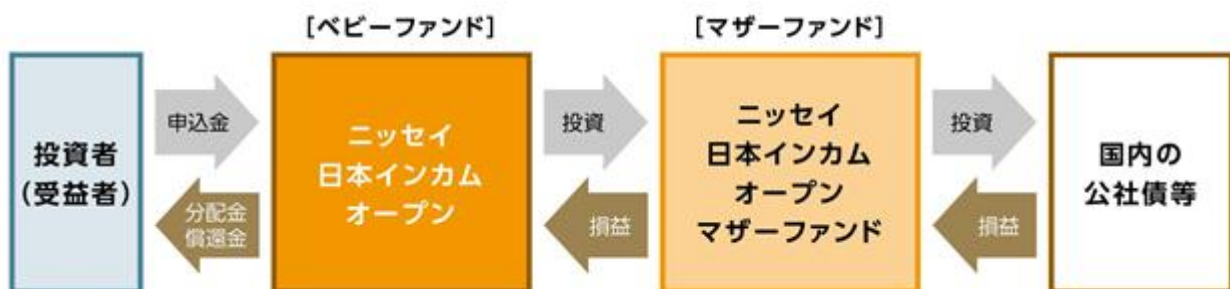 [ベビーファンド]
[マザーファンド]
投資者
(受益者)
申込金
分配金
償還金
ニッセイ
日本インカム
オープン
投資
損益
ニッセイ
日本インカム
オープン
マザーファンド
投資
損益
国内の
公社債等